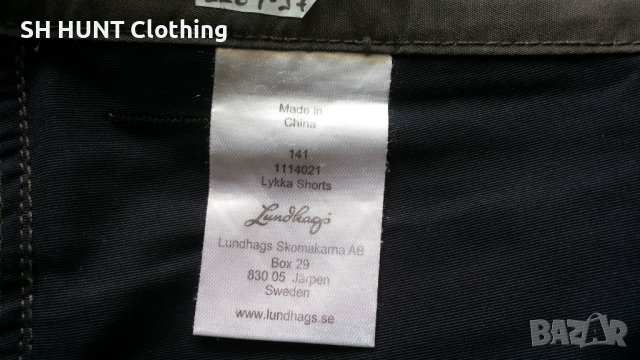 SH HUNT Clothing
Made in
China
141
1114021
Lykka Shorts
Lundhags
Lundhags Skomakarna AB
Box 29
830 05 Järpen
Sweden
www.lundhags.se
BAZAR